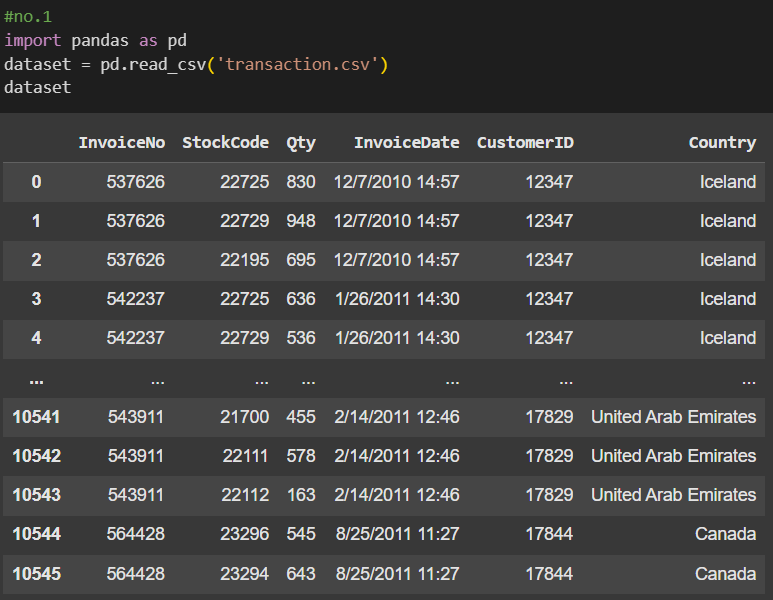 #no.1
import pandas as pd
dataset = pd.read_csv('transaction.csv')
dataset
InvoiceNo StockCode Qty InvoiceDate CustomerID Country
0 537626 22725 830 12/7/2010 14:57 12347 Iceland
1 537626 22729 948 12/7/2010 14:57 12347 Iceland
2 537626 22195 695 12/7/2010 14:57 12347 Iceland
3 542237 22725 636 1/26/2011 14:30 12347 Iceland
4 542237 22729 536 1/26/2011 14:30 12347 Iceland
... ... ... ... ... ... ...
10541 543911 21700 455 2/14/2011 12:46 17829 United Arab Emirates
10542 543911 22111 578 2/14/2011 12:46 17829 United Arab Emirates
10543 543911 22112 163 2/14/2011 12:46 17829 United Arab Emirates
10544 564428 23296 545 8/25/2011 11:27 17844 Canada
10545 564428 23294 643 8/25/2011 11:27 17844 Canada